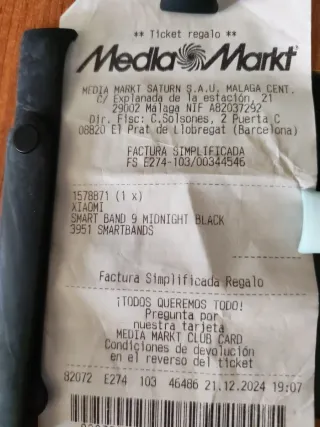 ** Ticket regalo **
Media Markt
MEDIA MARKT SATURN S.A.U, MALAGA CENT.
C/ Explanada de la estación, 21
29002 Malaga NIF A82037292
Dir. Fisc: C.Solsones, 2 Puerta C
08820 El Prat de Llobregat (Barcelona)
FACTURA SIMPLIFICADA
FS E274-103/00344546
1578871 (1 x)
XIAOMI
SMART BAND 9 MIDNIGHT BLACK
3951 SMARTBANDS
Factura Simplificada Regalo
¡TODOS QUEREMOS TODO!
Pregunta por
nuestra tarjeta
MEDIA MARKT CLUB CARD
Condiciones de devolución
en el reverso del ticket
82072 E274 103 46486 21.12.2024 19:07